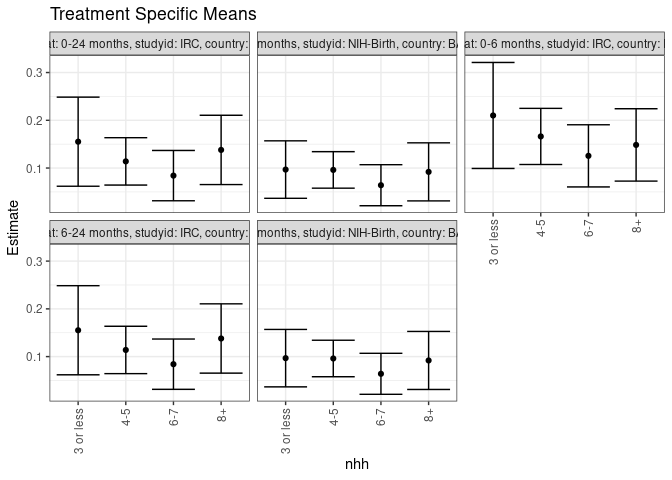 Treatment Specific Means
at: 0-24 months, studyid: IRC, country:
months, studyid: NIH-Birth, country: BA
at: 0-6 months, studyid: IRC, country:
0.3
0.2
0.1
at: 6-24 months, studyid: IRC, country:
months, studyid: NIH-Birth, country: BA
0.3
0.2
0.1
Estimate
3 or less
4-5
6-7
8+
3 or less
4-5
6-7
8+
3 or less
4-5
6-7
8+
nhh